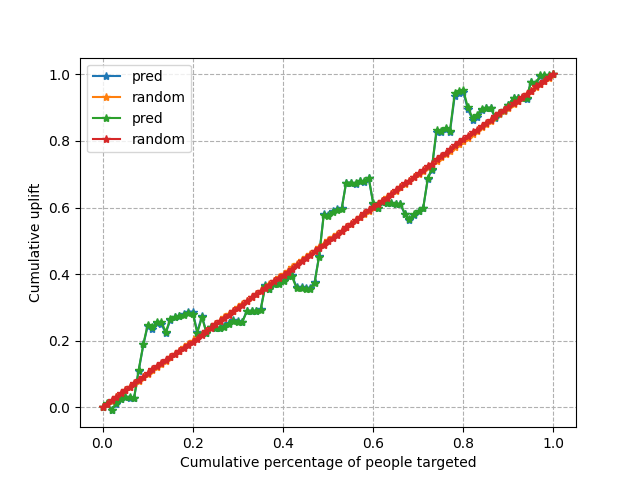 pred
random
pred
random
1.0
0.8
0.6
0.4
0.2
0.0
Cumulative uplift
0.0 0.2 0.4 0.6 0.8 1.0
Cumulative percentage of people targeted